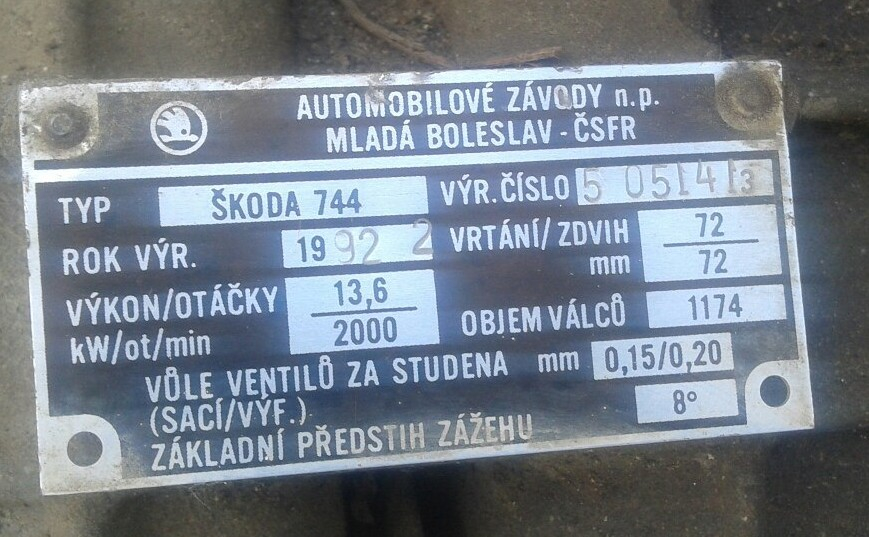 AUTOMOBILOVÉ ZÁVODY n.p.
MLADÁ BOLESLAV - ČSFR
TYP ŠKODA 744 VÝR. ČÍSLO 5 051413
ROK VÝR. 1992 2 VRTÁNÍ/ZDVIH mm 72/72
VÝKON/OTÁČKY kW/ot/min 13,6/2000
OBJEM VÁLCŮ 1174
VŮLE VENTILŮ ZA STUDENA mm 0,15/0,20
(SACÍ/VÝF.)
ZÁKLADNÍ PŘEDSTIH ZÁŽEHU 8°